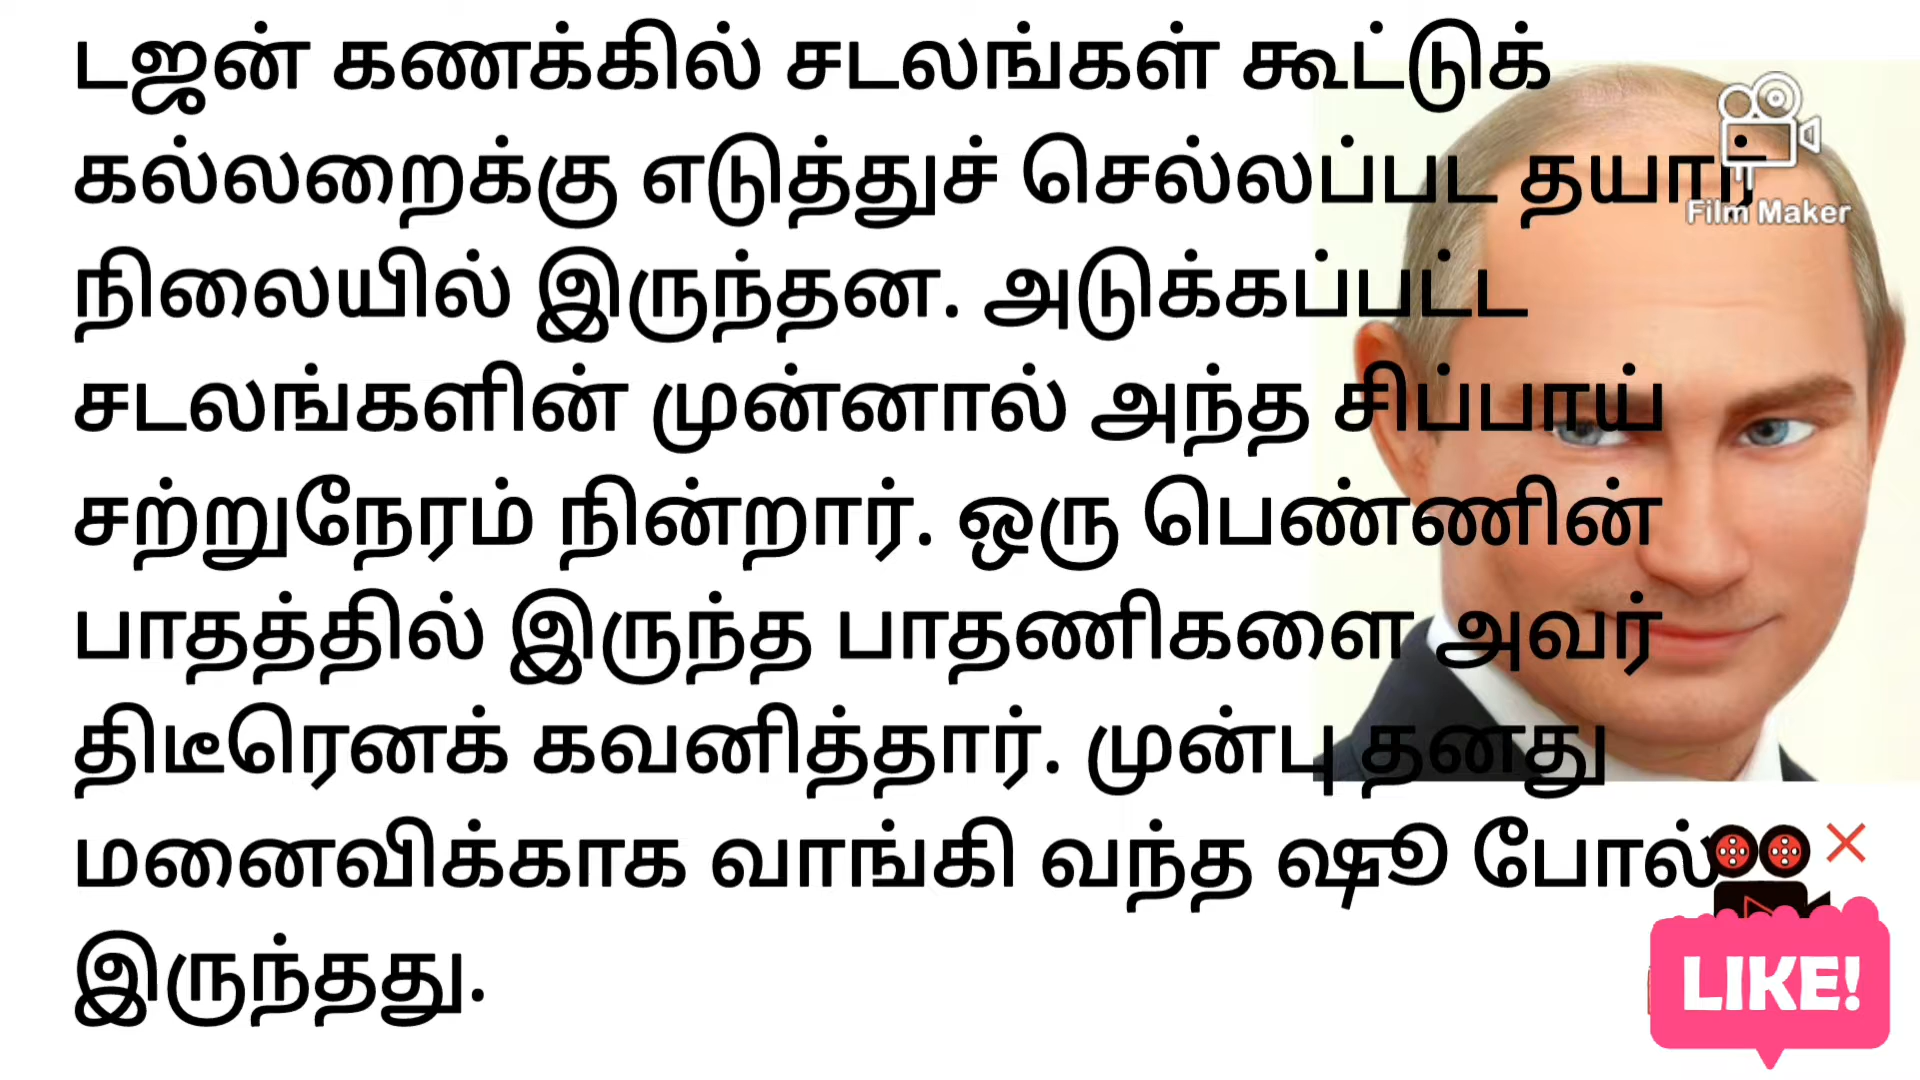 டஜன் கணக்கில் சடலங்கள் கூட்டுக்
கல்லறைக்கு எடுத்துச் செல்லப்பட தயார்
நிலையில் இருந்தன. அடுக்கப்பட்ட
சடலங்களின் முன்னால் அந்த சிப்பாய்
சற்றுநேரம் நின்றார். ஒரு பெண்ணின்
பாதத்தில் இருந்த பாதணிகளை அவர்
திடீரெனக் கவனித்தார். முன்பு தனது
மனைவிக்காக வாங்கி வந்த ஷூ போல்
இருந்தது.
Film Maker
LIKE!